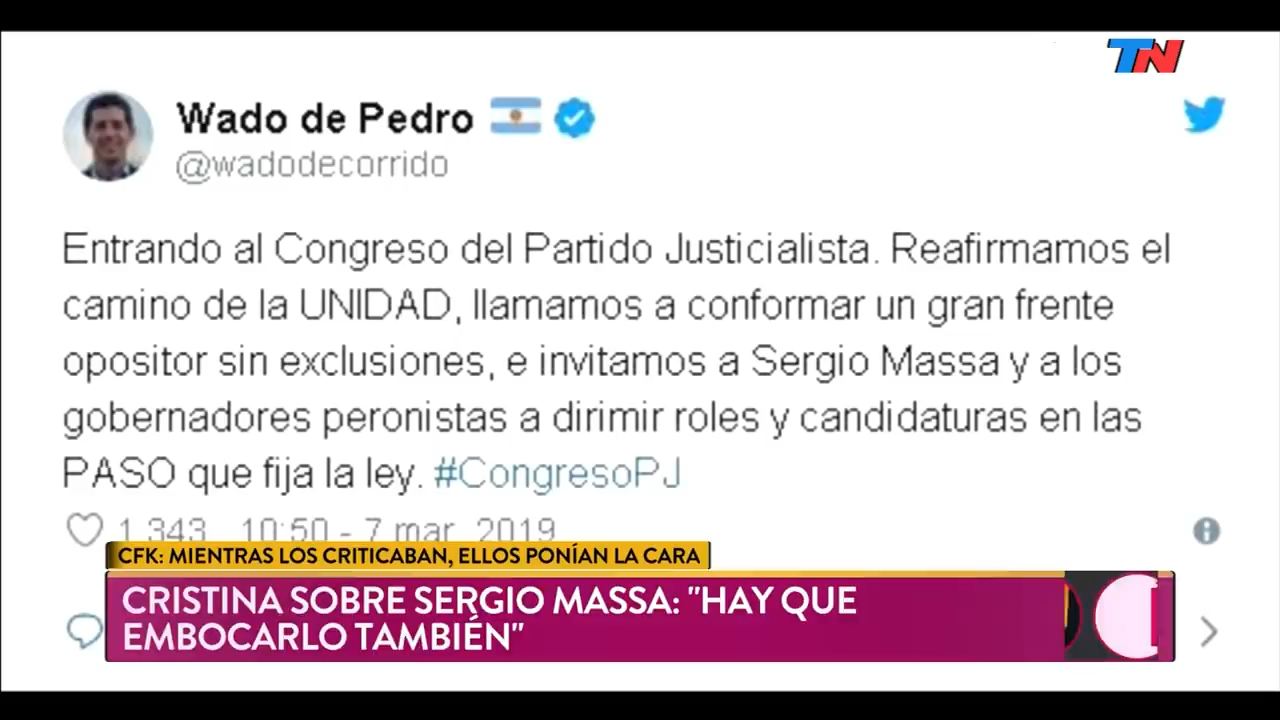 TN
Wado de Pedro
@wadodecorrido
Entrando al Congreso del Partido Justicialista. Reafirmamos el
camino de la UNIDAD, llamamos a conformar un gran frente
opositor sin exclusiones, e invitamos a Sergio Massa y a los
gobernadores peronistas a dirimir roles y candidaturas en las
PASO que fija la ley. #CongresoPJ
1.343 10:50 - 7 mar. 2019
CFK: MIENTRAS LOS CRITICABAN, ELLOS PONÍAN LA CARA
CRISTINA SOBRE SERGIO MASSA: "HAY QUE
EMBOCARLO TAMBIÉN"